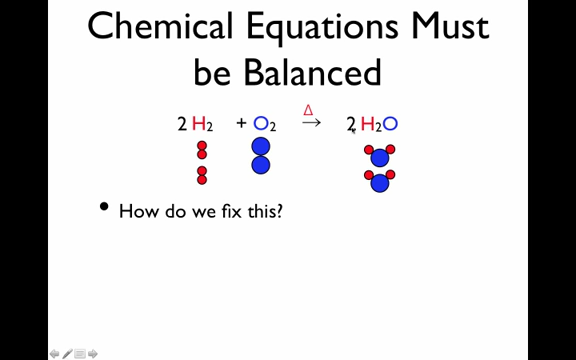 Chemical Equations Must
be Balanced
Δ
2 H₂ + O₂ → 2 H₂O
• How do we fix this?